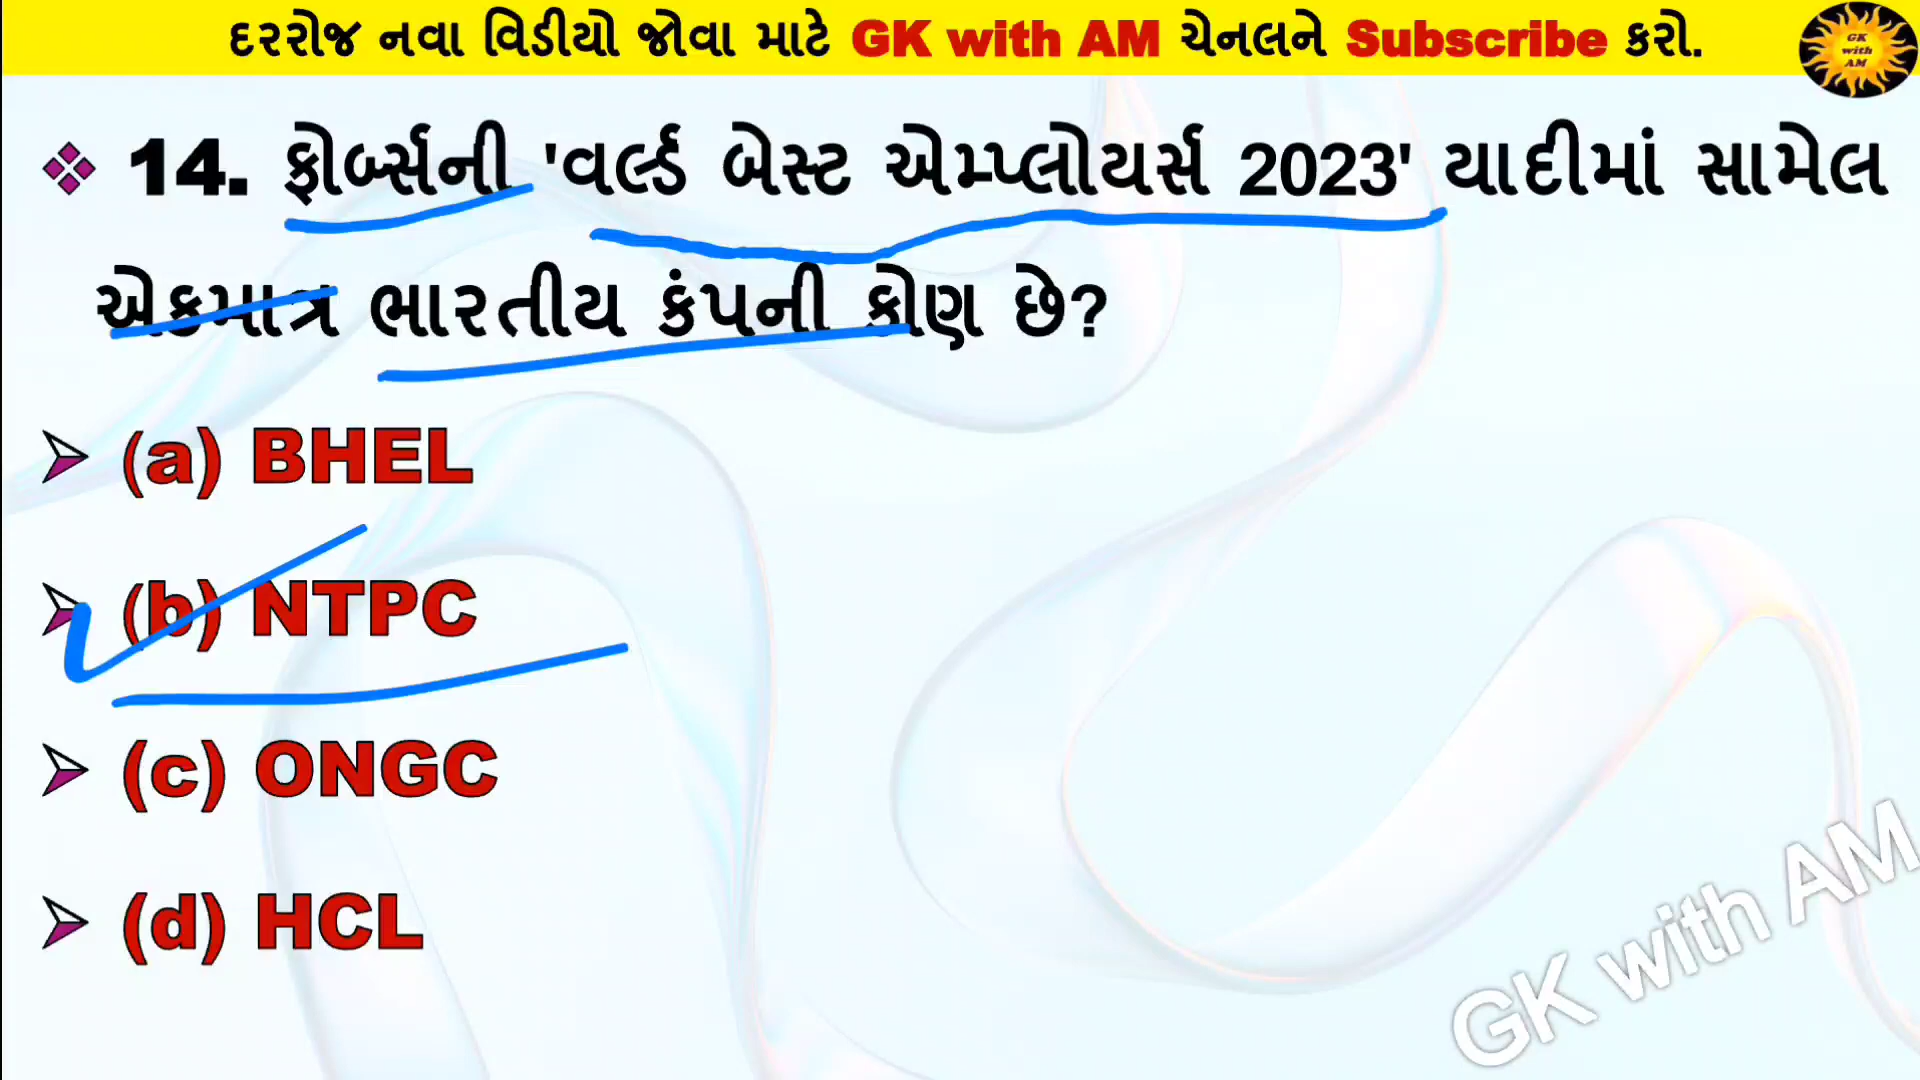 દરરોજ નવા વિડીયો જોવા માટે GK with AM ચેનલને Subscribe કરો.
GK
with
AM
14. ફોર્બ્સની 'વર્લ્ડ બેસ્ટ એમ્પ્લોયર્સ 2023' યાદીમાં સામેલ
એકમાત્ર ભારતીય કંપની કોણ છે?
(a) BHEL
(b) NTPC
(c) ONGC
(d) HCL
GK with AM